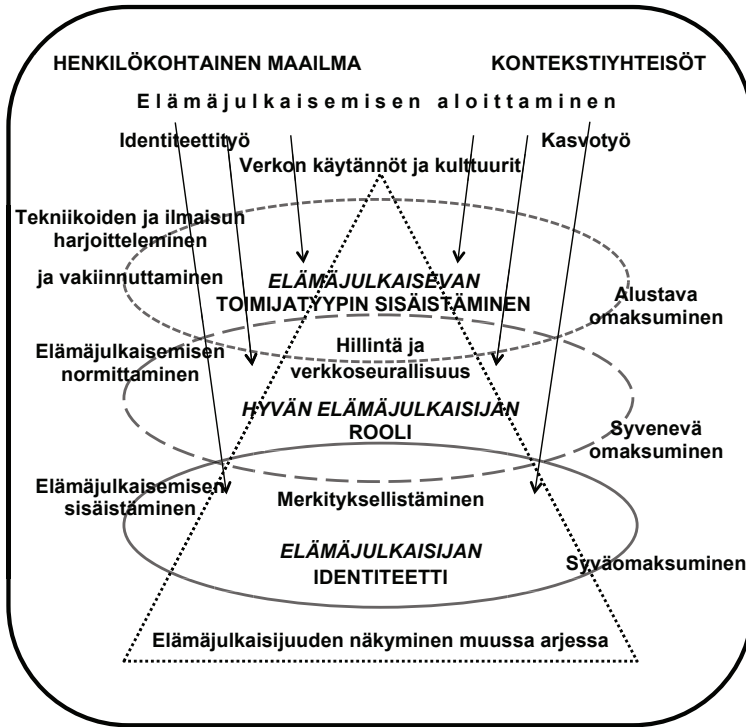 HENKILÖKOHTAINEN MAAILMA
KONTEKSTIYHTEISÖT
Elämäjulkaisemisen aloittaminen
Identiteettityö
Kasvotyö
Verkon käytännöt ja kulttuurit
Tekniikoiden ja ilmaisun
harjoitteleminen
ja vakiinnuttaminen
ELÄMÄJULKAISEVAN
TOIMIJATYYPIN SISÄISTÄMINEN
Alustava
omaksuminen
Elämäjulkaisemisen
normittaminen
Hillintä ja
verkkoseurallisuus
HYVÄN ELÄMÄJULKAISIJAN
ROOLI
Syvenevä
omaksuminen
Elämäjulkaisemisen
sisäistäminen
Merkityksellistäminen
ELÄMÄJULKAISIJAN
IDENTITEETTI
Syväomaksuminen
Elämäjulkaisijuuden näkyminen muussa arjessa